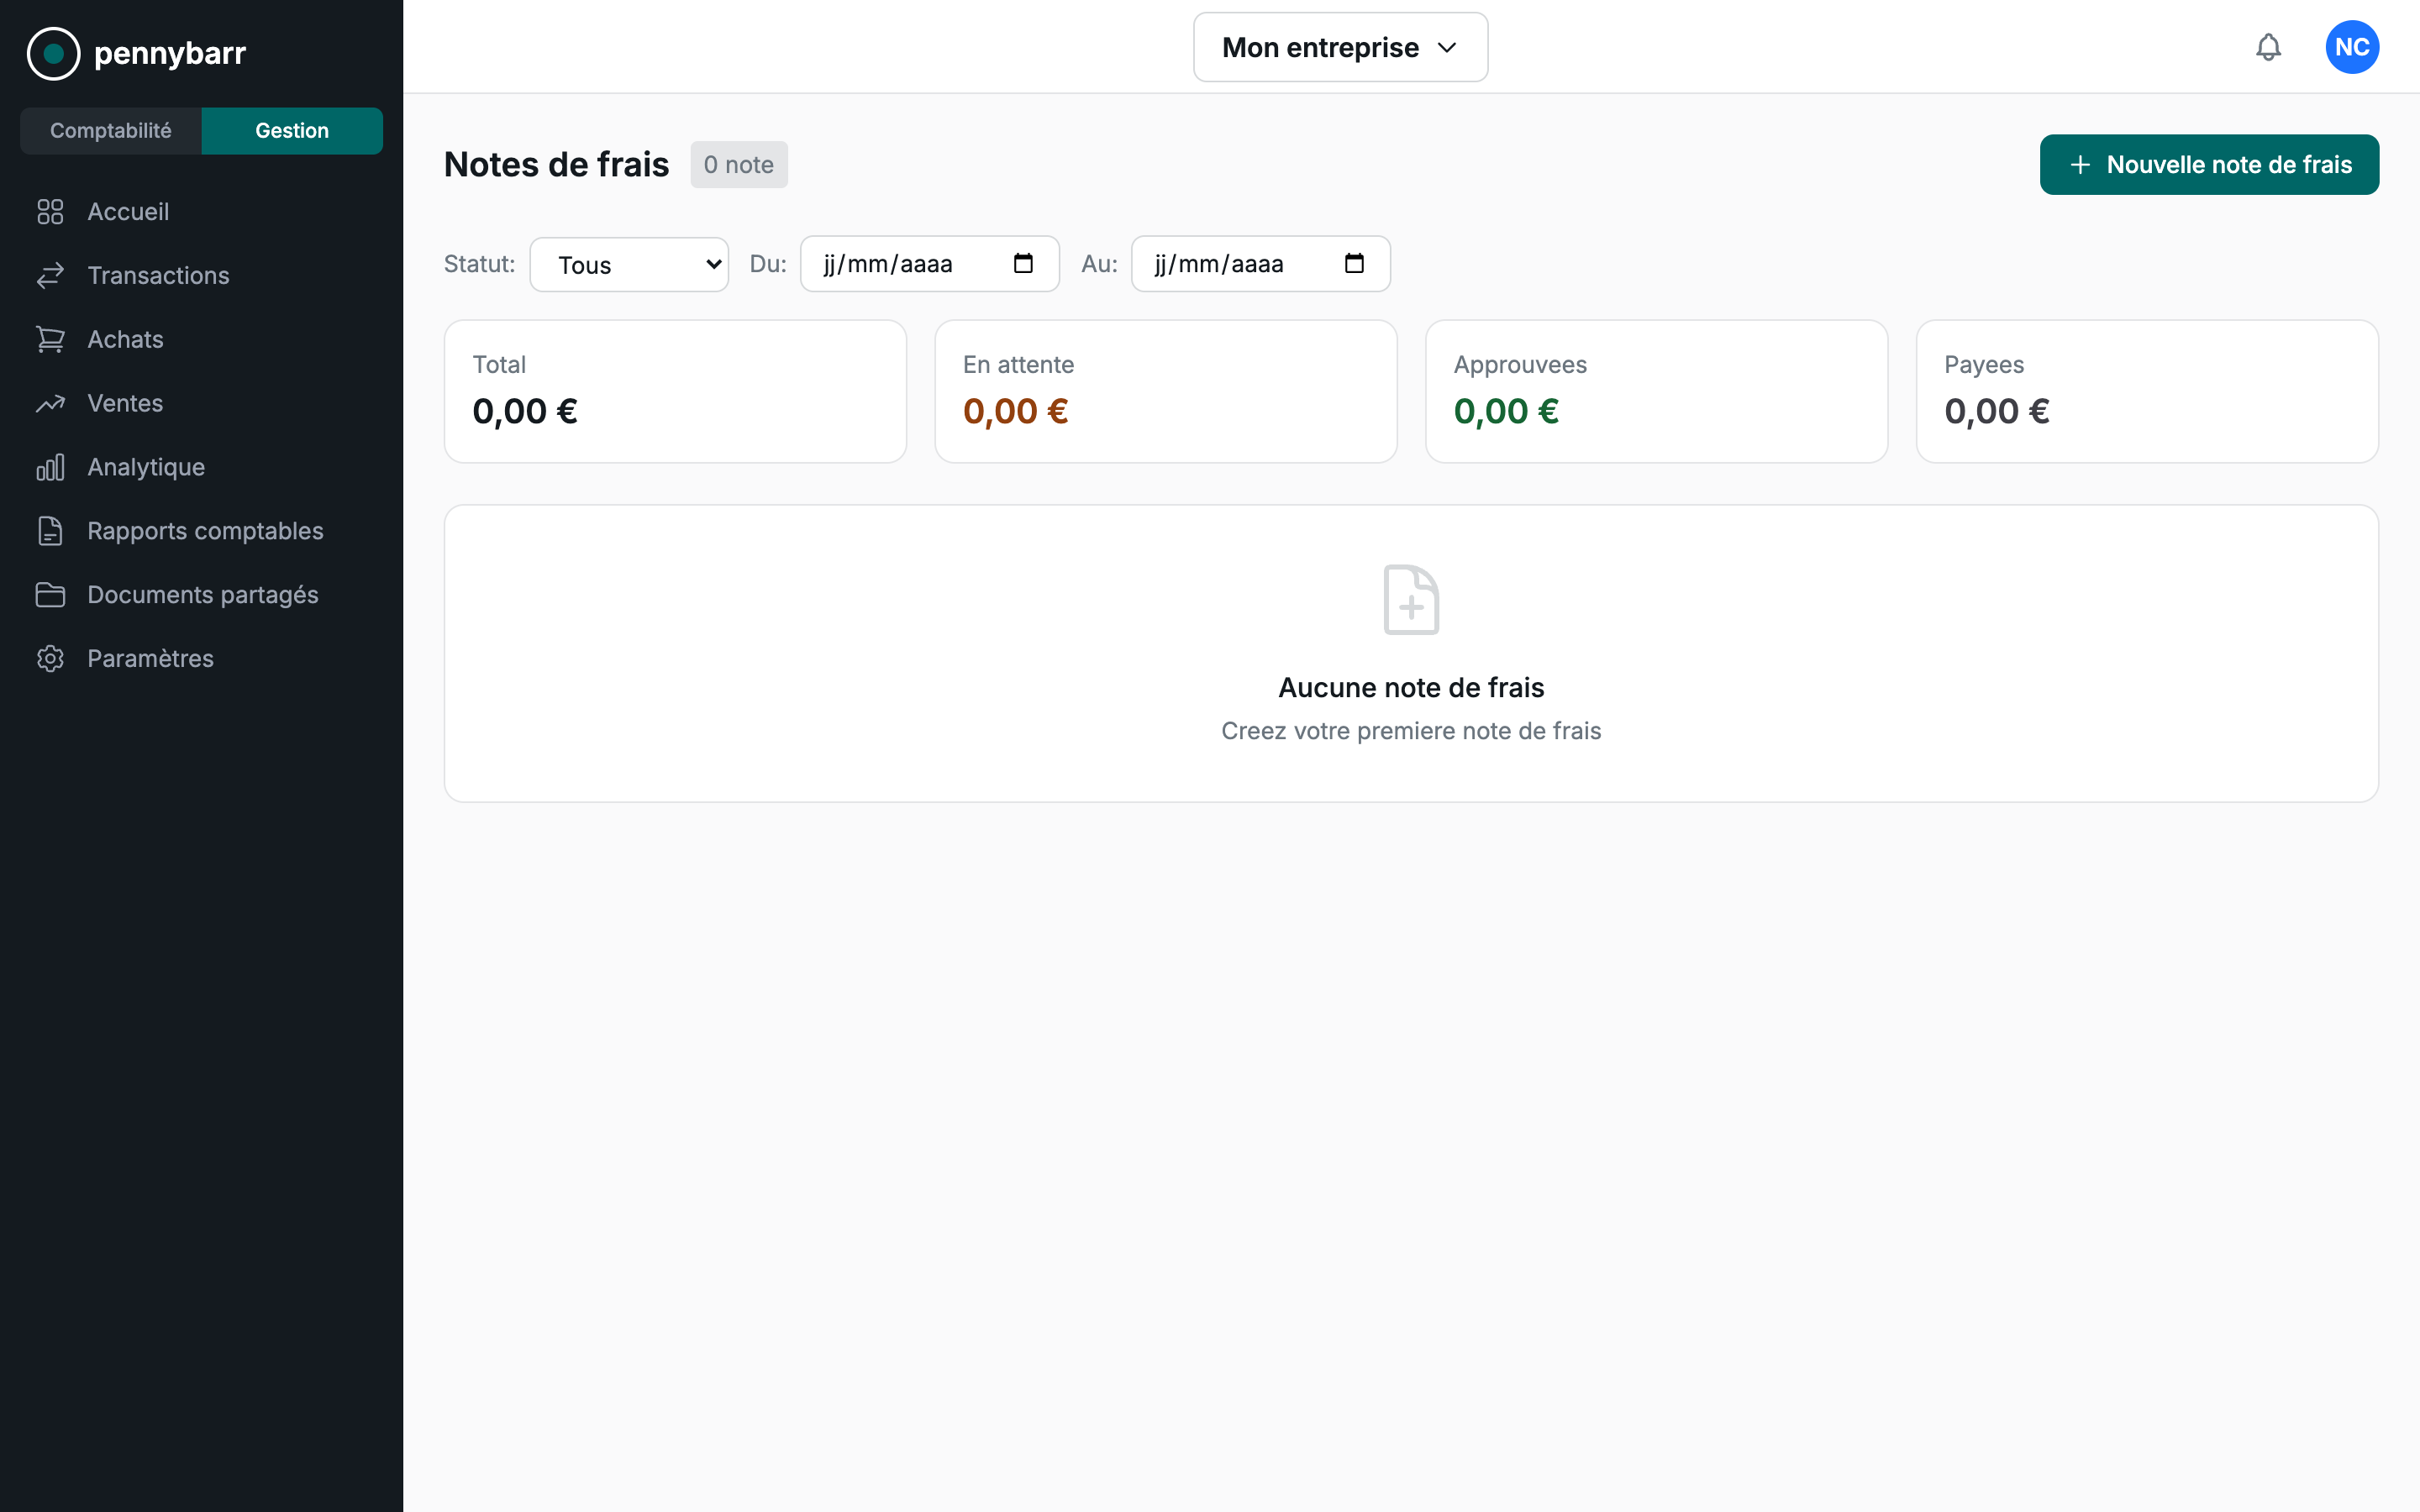 pennybarr
Comptabilité
Gestion
Accueil
Transactions
Achats
Ventes
Analytique
Rapports comptables
Documents partagés
Paramètres
Mon entreprise
NC
Notes de frais
0 note
Nouvelle note de frais
Statut: Tous Du: jj/mm/aaaa Au: jj/mm/aaaa
Total
0,00 €
En attente
0,00 €
Approuvees
0,00 €
Payees
0,00 €
Aucune note de frais
Creez votre premiere note de frais